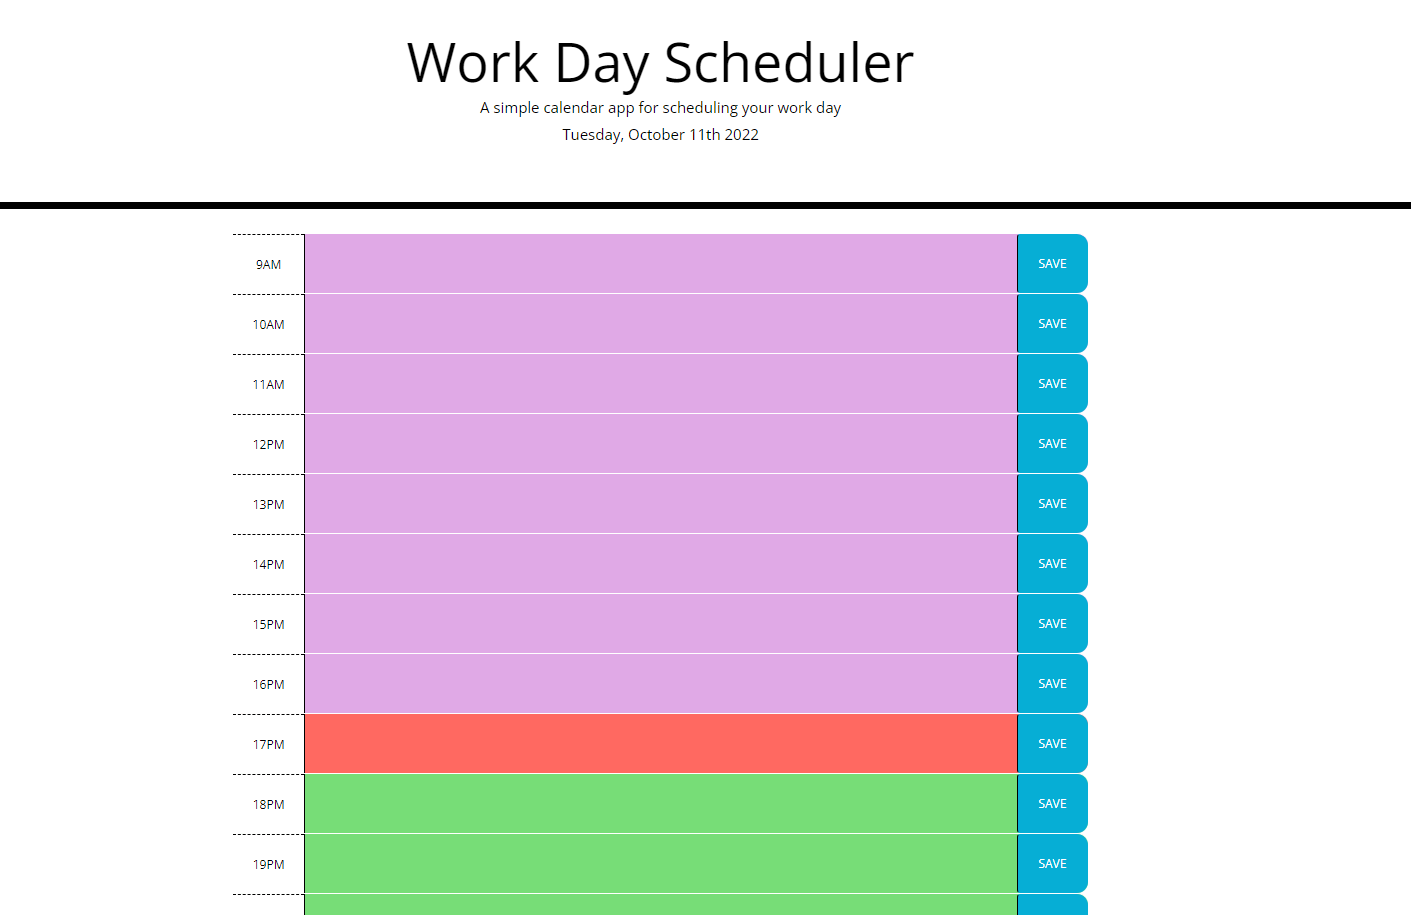 Work Day Scheduler
A simple calendar app for scheduling your work day
Tuesday, October 11th 2022
9AM SAVE
10AM SAVE
11AM SAVE
12PM SAVE
13PM SAVE
14PM SAVE
15PM SAVE
16PM SAVE
17PM SAVE
18PM SAVE
19PM SAVE